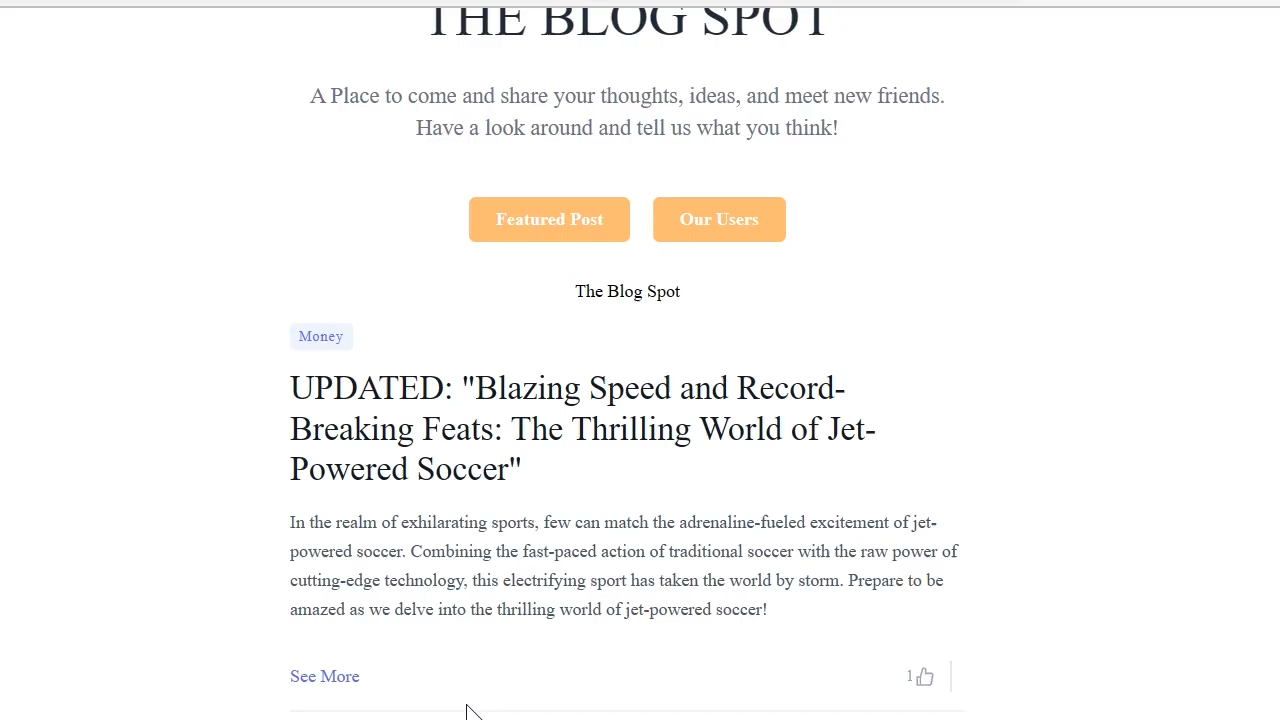 THE BLOG SPOT
A Place to come and share your thoughts, ideas, and meet new friends.
Have a look around and tell us what you think!
Featured Post
Our Users
The Blog Spot
Money
UPDATED: "Blazing Speed and Record-
Breaking Feats: The Thrilling World of Jet-
Powered Soccer"
In the realm of exhilarating sports, few can match the adrenaline-fueled excitement of jet-
powered soccer. Combining the fast-paced action of traditional soccer with the raw power of
cutting-edge technology, this electrifying sport has taken the world by storm. Prepare to be
amazed as we delve into the thrilling world of jet-powered soccer!
See More
1